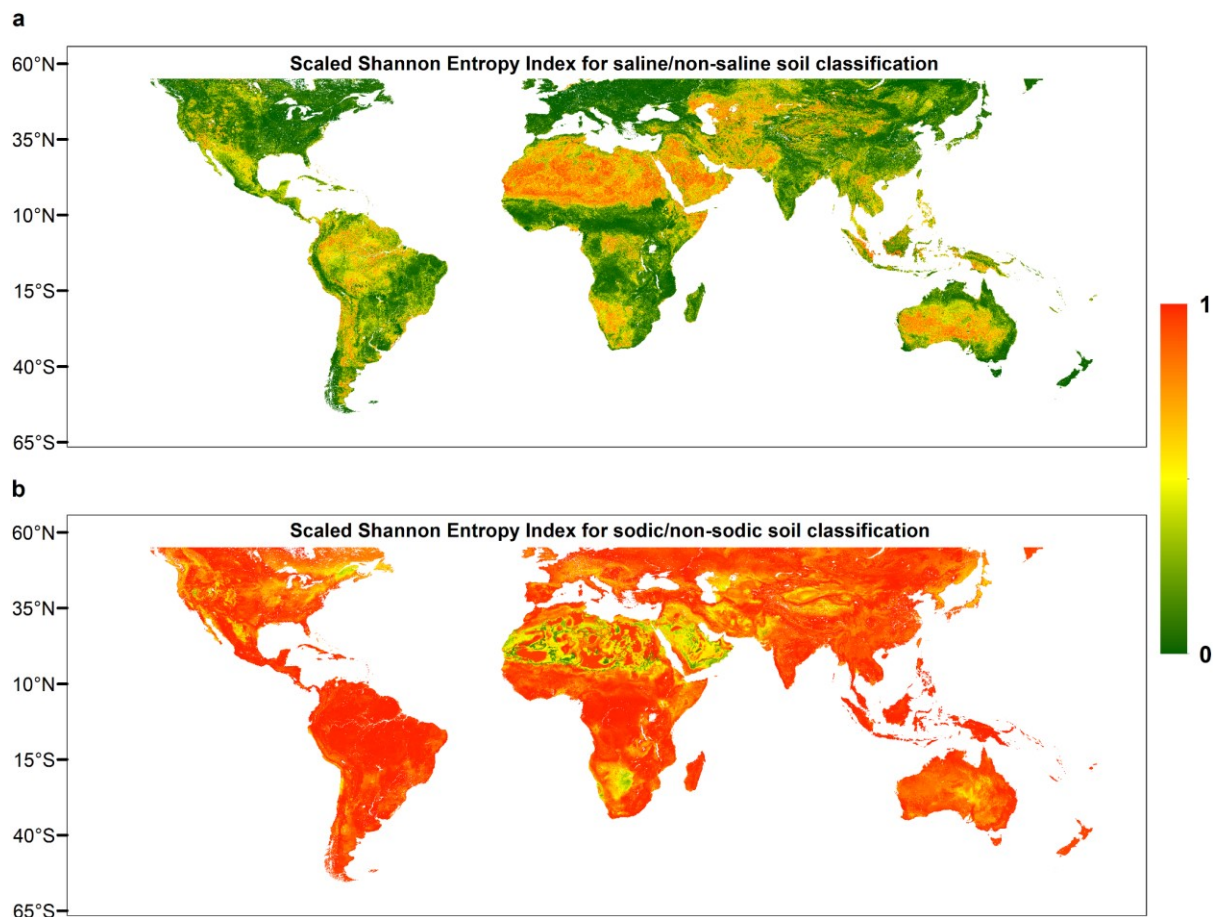 a
Scaled Shannon Entropy Index for saline/non-saline soil classification
60°N
35°N
10°N
15°S
40°S
65°S
1
0
b
Scaled Shannon Entropy Index for sodic/non-sodic soil classification
60°N
35°N
10°N
15°S
40°S
65°S